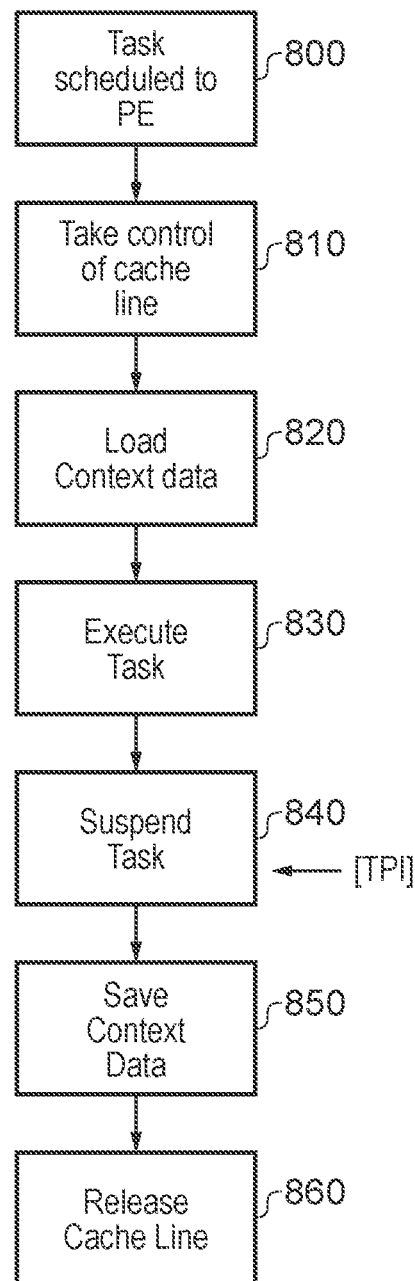 Task
scheduled to
PE
800
Take control
of cache
line
810
Load
Context data
820
Execute
Task
830
Suspend
Task
840
[TPI]
Save
Context
Data
850
Release
Cache Line
860